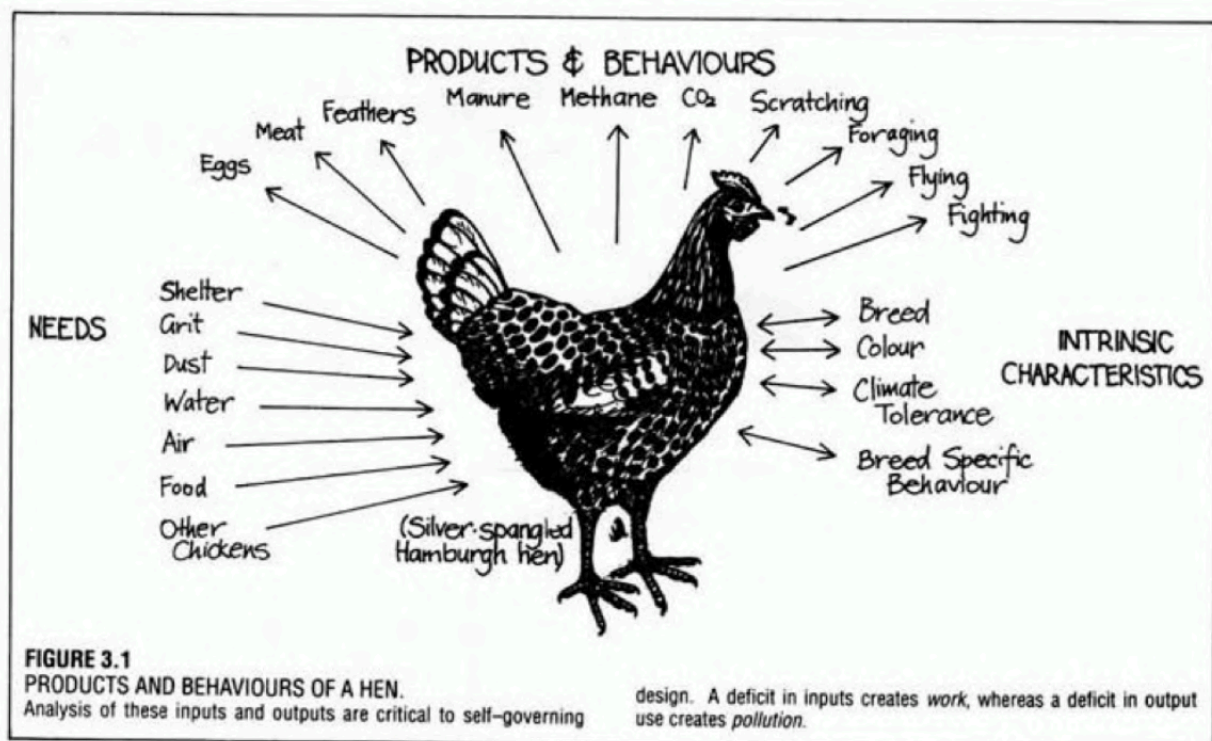 PRODUCTS & BEHAVIOURS
Eggs
Meat
Feathers
Manure
Methane
CO₂
Scratching
Foraging
Flying
Fighting
NEEDS
Shelter
Grit
Dust
Water
Air
Food
Other
Chickens
Breed
Colour
Climate
Tolerance
Breed Specific
Behaviour
INTRINSIC
CHARACTERISTICS
(Silver-spangled
Hamburgh hen)
FIGURE 3.1
PRODUCTS AND BEHAVIOURS OF A HEN.
Analysis of these inputs and outputs are critical to self–governing
design. A deficit in inputs creates work, whereas a deficit in output
use creates pollution.